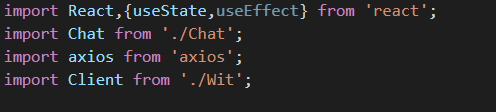 import React,{useState,useEffect} from 'react';
import Chat from './Chat';
import axios from 'axios';
import Client from './Wit';